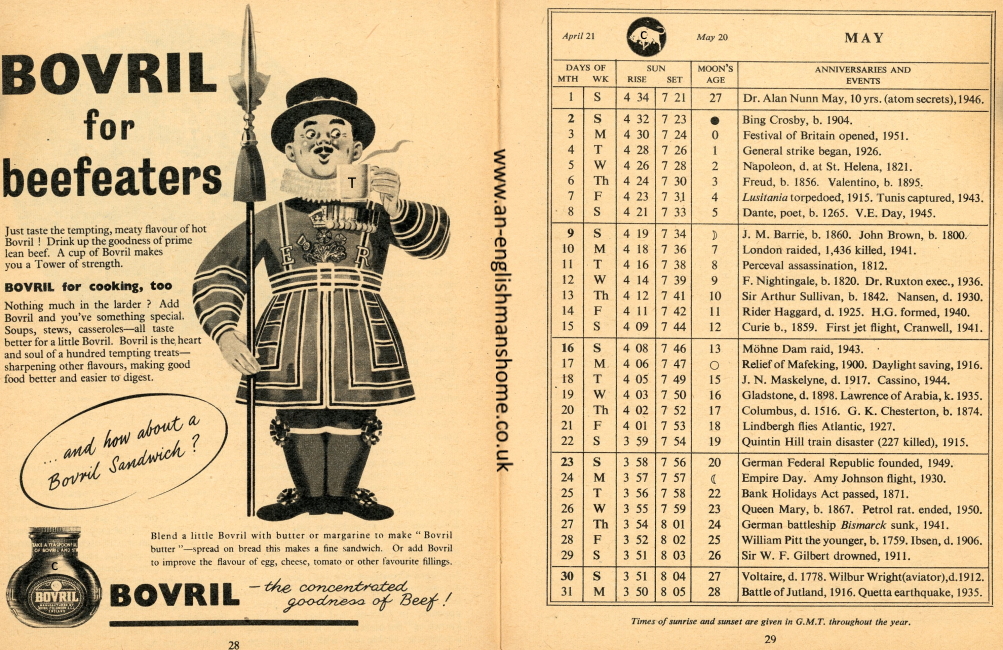 BOVRIL
for
beefeaters
T
E R
Just taste the tempting, meaty flavour of hot
Bovril ! Drink up the goodness of prime
lean beef. A cup of Bovril makes
you a Tower of strength.
BOVRIL for cooking, too
Nothing much in the larder ? Add
Bovril and you've something special.
Soups, stews, casseroles—all taste
better for a little Bovril. Bovril is the heart
and soul of a hundred tempting treats—
sharpening other flavours, making good
food better and easier to digest.
... and how about a
Bovril Sandwich ?
Blend a little Bovril with butter or margarine to make “ Bovril
butter ”—spread on bread this makes a fine sandwich. Or add Bovril
to improve the flavour of egg, cheese, tomato or other favourite fillings.
C
BOVRIL
BOVRIL – the concentrated
goodness of Beef !
28
www.an-englishmanshome.co.uk
April 21 C May 20 MAY
DAYS OF SUN MOON'S ANNIVERSARIES AND
MTH WK RISE SET AGE EVENTS
1 S 4 34 7 21 27 Dr. Alan Nunn May, 10 yrs. (atom secrets), 1946.
2 S 4 32 7 23 ● Bing Crosby, b. 1904.
3 M 4 30 7 24 0 Festival of Britain opened, 1951.
4 T 4 28 7 26 1 General strike began, 1926.
5 W 4 26 7 28 2 Napoleon, d. at St. Helena, 1821.
6 Th 4 24 7 30 3 Freud, b. 1856. Valentino, b. 1895.
7 F 4 23 7 31 4 Lusitania torpedoed, 1915. Tunis captured, 1943.
8 S 4 21 7 33 5 Dante, poet, b. 1265. V.E. Day, 1945.
9 S 4 19 7 34 ☽ J. M. Barrie, b. 1860. John Brown, b. 1800.
10 M 4 18 7 36 7 London raided, 1,436 killed, 1941.
11 T 4 16 7 38 8 Perceval assassination, 1812.
12 W 4 14 7 39 9 F. Nightingale, b. 1820. Dr. Ruxton exec., 1936.
13 Th 4 12 7 41 10 Sir Arthur Sullivan, b. 1842. Nansen, d. 1930.
14 F 4 11 7 42 11 Rider Haggard, d. 1925. H.G. formed, 1940.
15 S 4 09 7 44 12 Curie b., 1859. First jet flight, Cranwell, 1941.
16 S 4 08 7 46 13 Möhne Dam raid, 1943.
17 M 4 06 7 47 ○ Relief of Mafeking, 1900. Daylight saving, 1916.
18 T 4 05 7 49 15 J. N. Maskelyne, d. 1917. Cassino, 1944.
19 W 4 03 7 50 16 Gladstone, d. 1898. Lawrence of Arabia, k. 1935.
20 Th 4 02 7 52 17 Columbus, d. 1516. G. K. Chesterton, b. 1874.
21 F 4 01 7 53 18 Lindbergh flies Atlantic, 1927.
22 S 3 59 7 54 19 Quintin Hill train disaster (227 killed), 1915.
23 S 3 58 7 56 20 German Federal Republic founded, 1949.
24 M 3 57 7 57 ☾ Empire Day. Amy Johnson flight, 1930.
25 T 3 56 7 58 22 Bank Holidays Act passed, 1871.
26 W 3 55 7 59 23 Queen Mary, b. 1867. Petrol rat. ended, 1950.
27 Th 3 54 8 01 24 German battleship Bismarck sunk, 1941.
28 F 3 52 8 02 25 William Pitt the younger, b. 1759. Ibsen, d. 1906.
29 S 3 51 8 03 26 Sir W. F. Gilbert drowned, 1911.
30 S 3 51 8 04 27 Voltaire, d. 1778. Wilbur Wright(aviator),d.1912.
31 M 3 50 8 05 28 Battle of Jutland, 1916. Quetta earthquake, 1935.
Times of sunrise and sunset are given in G.M.T. throughout the year.
29